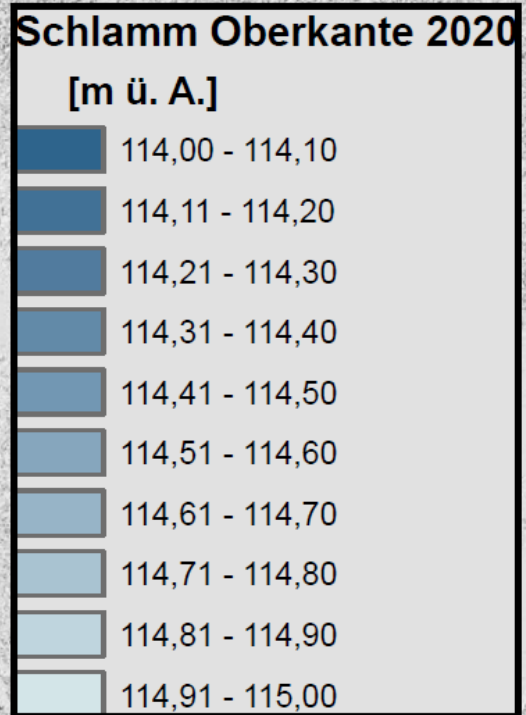 Schlamm Oberkante 2020
[m ü. A.]
114,00 - 114,10
114,11 - 114,20
114,21 - 114,30
114,31 - 114,40
114,41 - 114,50
114,51 - 114,60
114,61 - 114,70
114,71 - 114,80
114,81 - 114,90
114,91 - 115,00